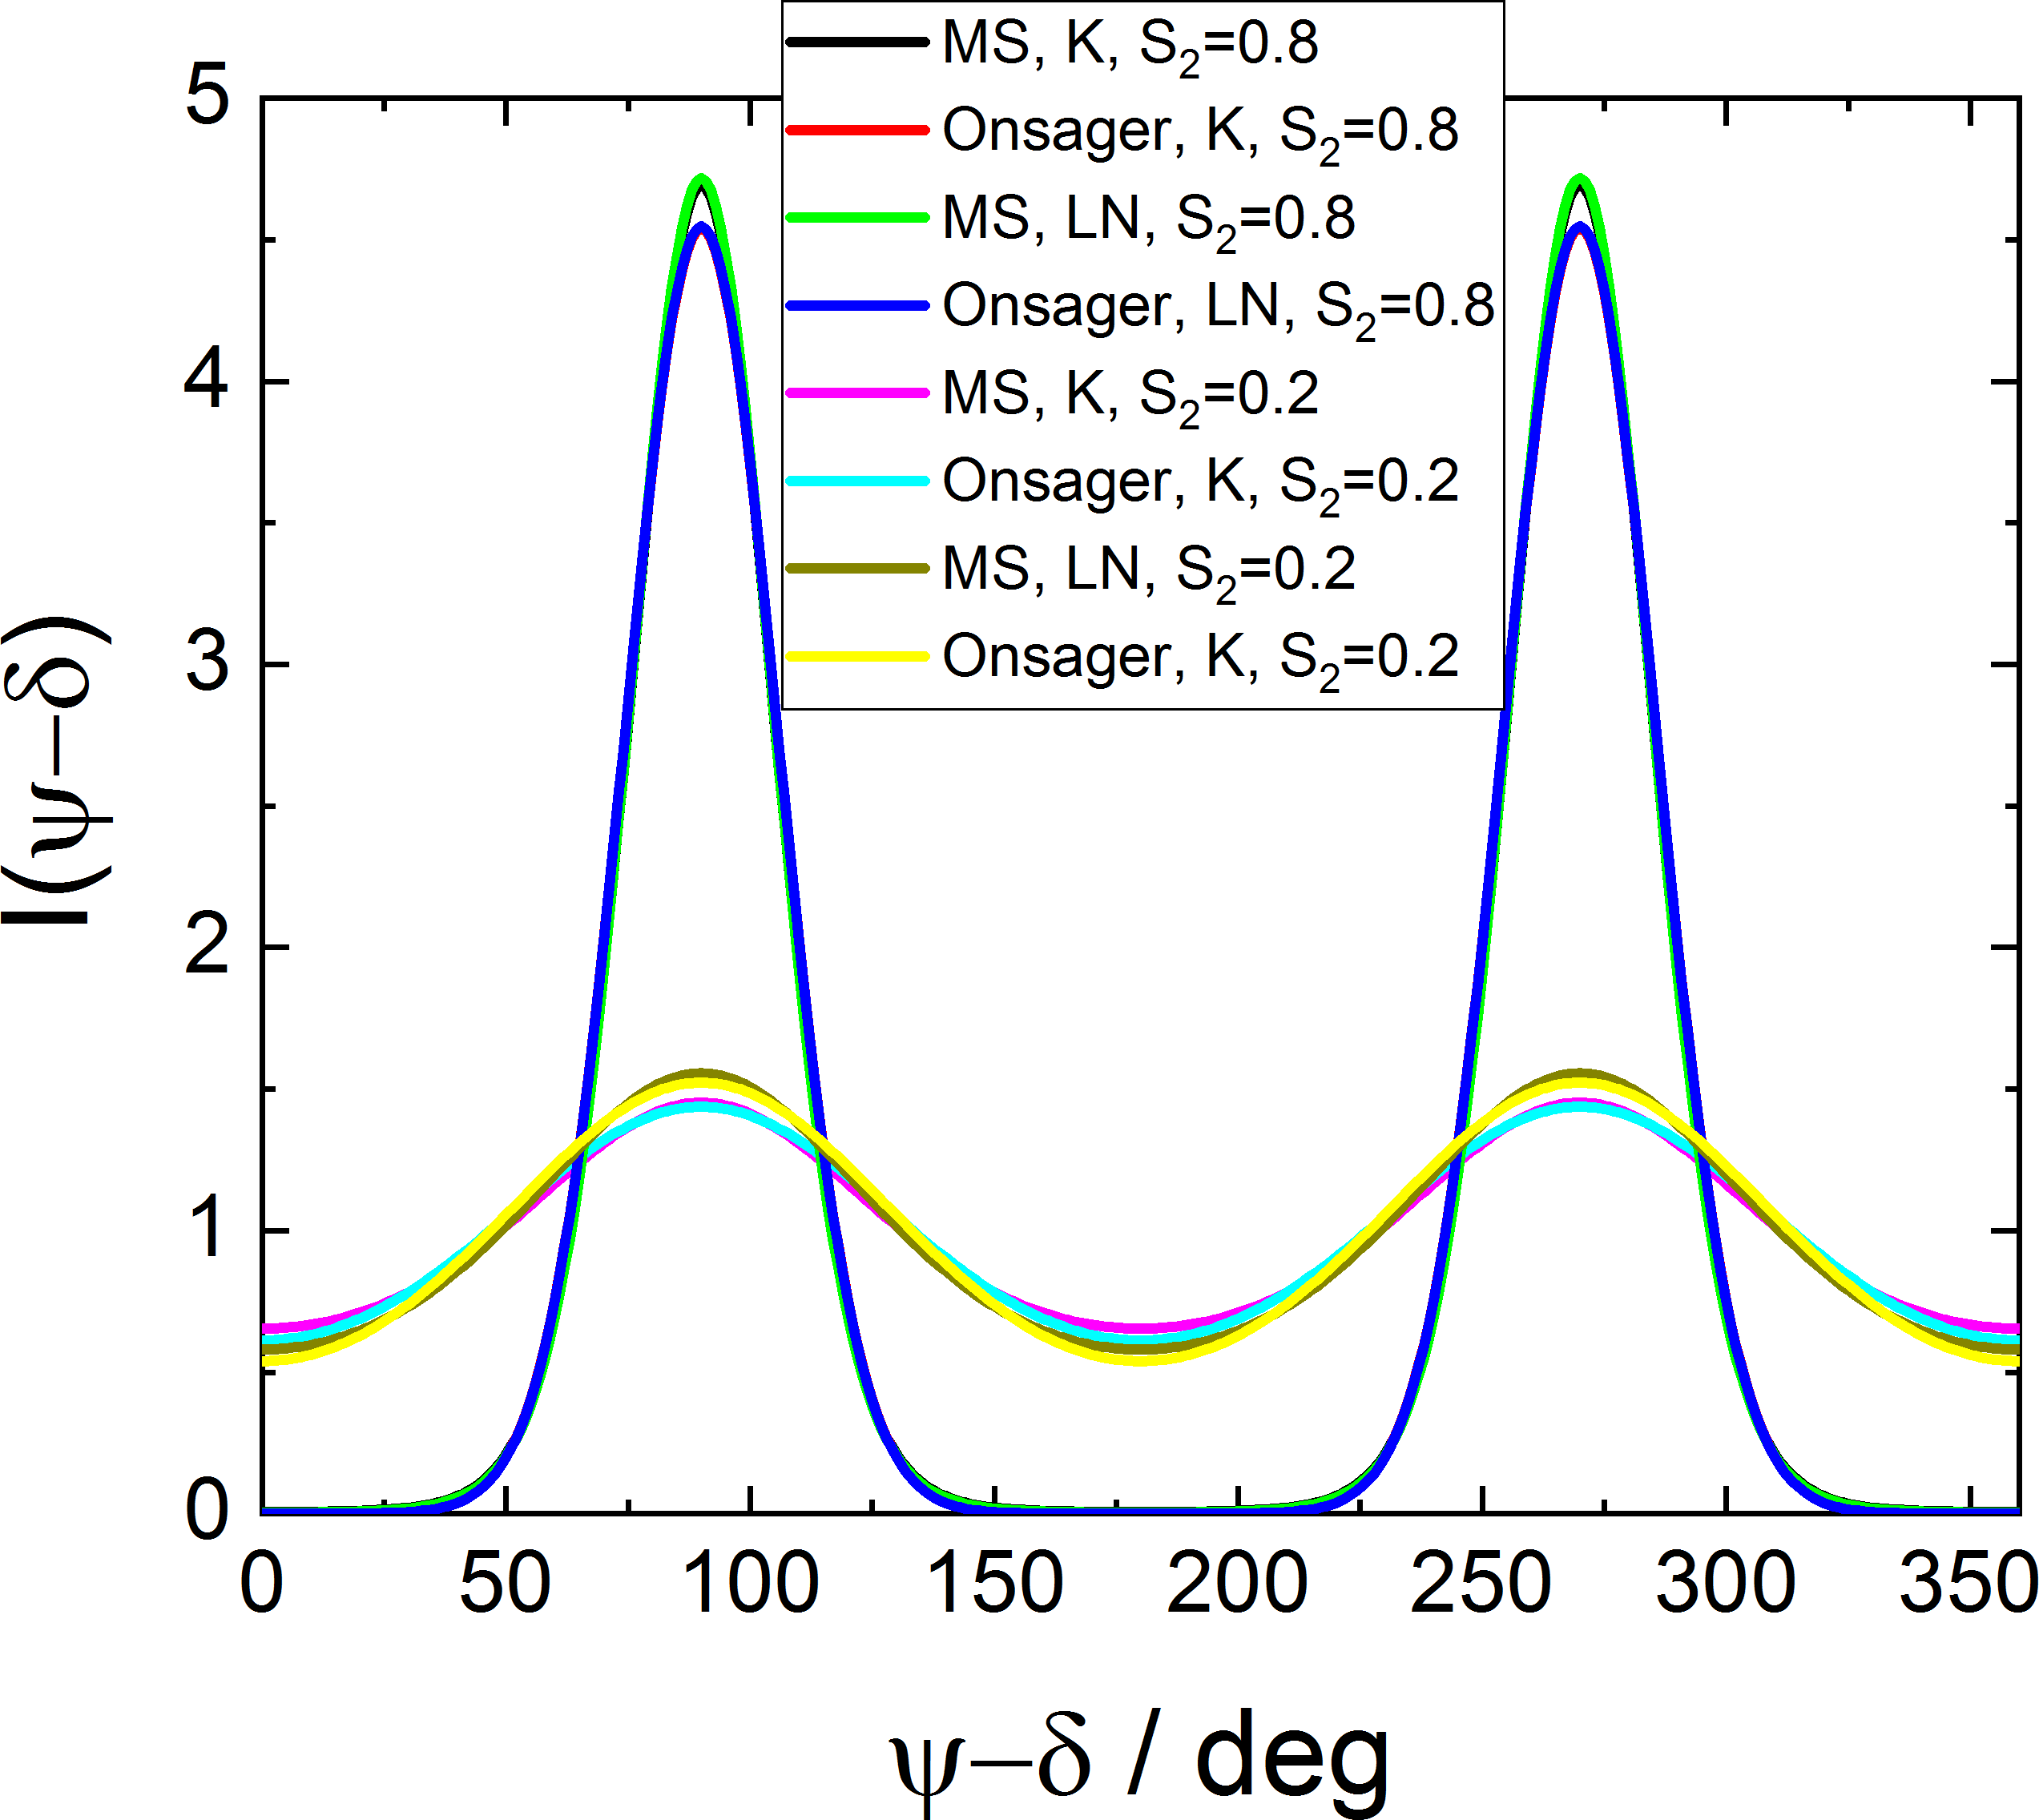 MS, K, S₂=0.8
Onsager, K, S₂=0.8
MS, LN, S₂=0.8
Onsager, LN, S₂=0.8
MS, K, S₂=0.2
Onsager, K, S₂=0.2
MS, LN, S₂=0.2
Onsager, K, S₂=0.2
I(ψ–δ)
5
4
3
2
1
0
0 50 100 150 200 250 300 350
ψ–δ / deg